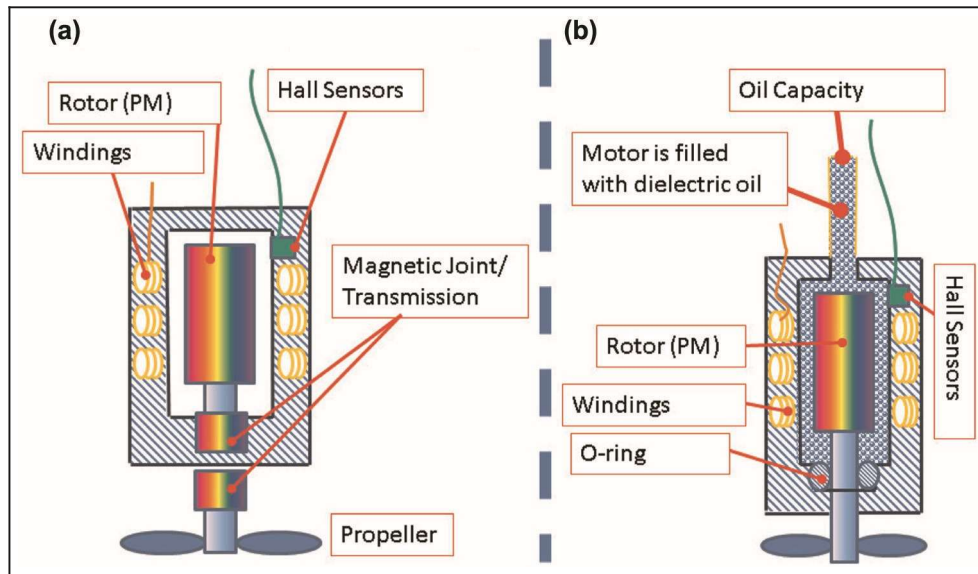 (a)
Rotor (PM)
Hall Sensors
Windings
Magnetic Joint/
Transmission
Propeller
(b)
Oil Capacity
Motor is filled
with dielectric oil
Hall Sensors
Rotor (PM)
Windings
O-ring